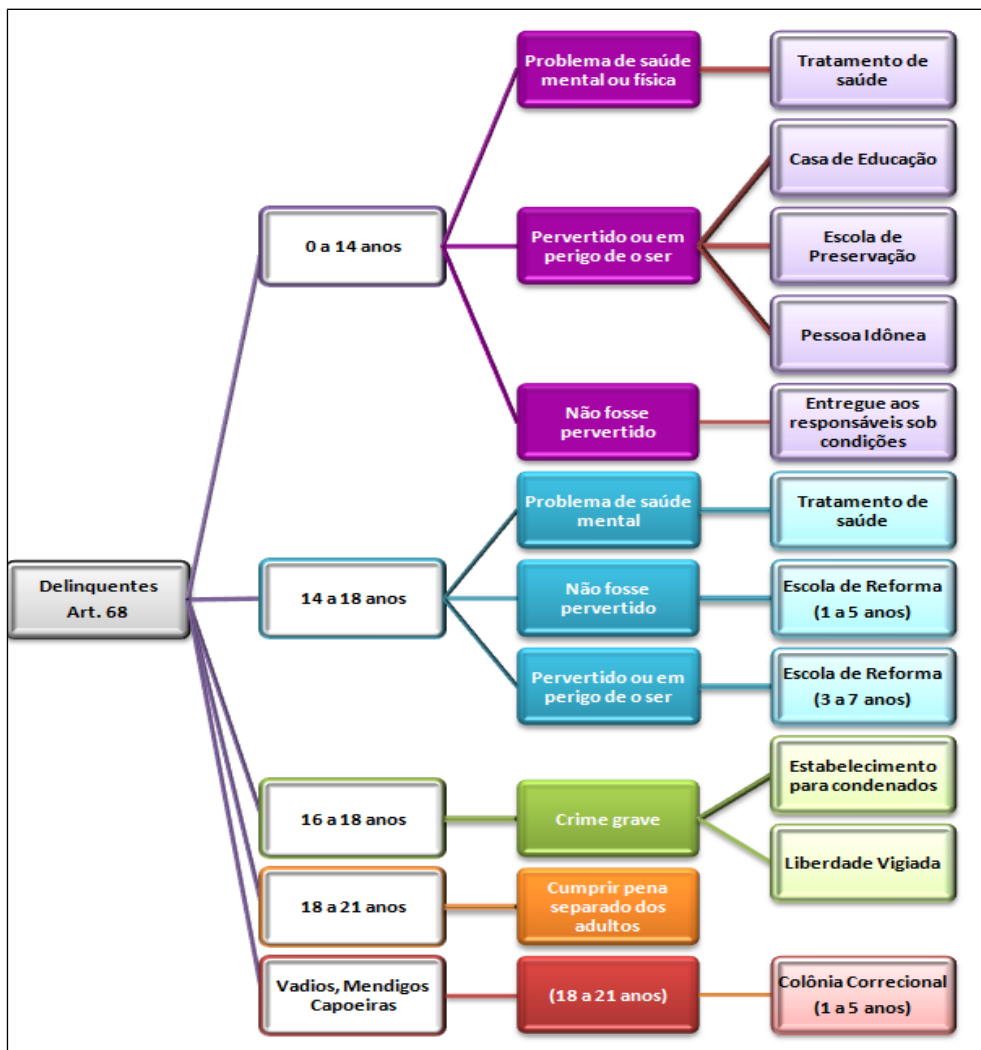 Delinquentes
Art. 68
0 a 14 anos
Problema de saúde
mental ou física
Tratamento de
saúde
Pervertido ou em
perigo de o ser
Casa de Educação
Escola de
Preservação
Pessoa Idônea
Não fosse
pervertido
Entregue aos
responsáveis sob
condições
14 a 18 anos
Problema de saúde
mental
Tratamento de
saúde
Não fosse
pervertido
Escola de Reforma
(1 a 5 anos)
Pervertido ou em
perigo de o ser
Escola de Reforma
(3 a 7 anos)
16 a 18 anos
Crime grave
Estabelecimento
para condenados
Liberdade Vigiada
18 a 21 anos
Cumprir pena
separado dos
adultos
Vadios, Mendigos
Capoeiras
(18 a 21 anos)
Colônia Correcional
(1 a 5 anos)